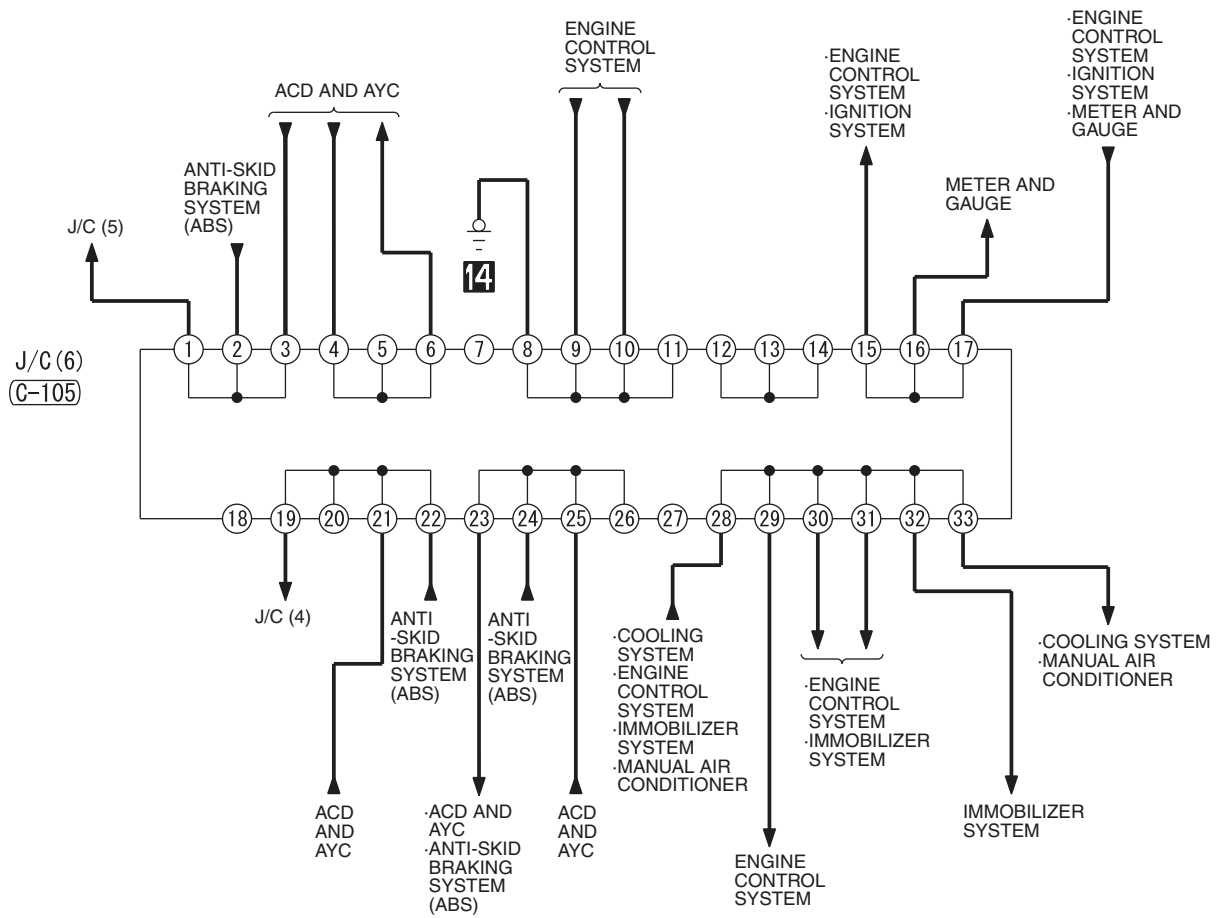 ENGINE
CONTROL
SYSTEM
·ENGINE
CONTROL
SYSTEM
·IGNITION
SYSTEM
·METER AND
GAUGE
·ENGINE
CONTROL
SYSTEM
·IGNITION
SYSTEM
ACD AND AYC
ANTI-SKID
BRAKING
SYSTEM
(ABS)
METER AND
GAUGE
J/C (5)
14
J/C(6)
(C-105)
1 2 3 4 5 6 7 8 9 10 11 12 13 14 15 16 17
18 19 20 21 22 23 24 25 26 27 28 29 30 31 32 33
J/C (4)
ANTI
-SKID
BRAKING
SYSTEM
(ABS)
ANTI
-SKID
BRAKING
SYSTEM
(ABS)
·COOLING
SYSTEM
·ENGINE
CONTROL
SYSTEM
·IMMOBILIZER
SYSTEM
·MANUAL AIR
CONDITIONER
·ENGINE
CONTROL
SYSTEM
·IMMOBILIZER
SYSTEM
·COOLING SYSTEM
·MANUAL AIR
CONDITIONER
ACD
AND
AYC
·ACD AND
AYC
·ANTI-SKID
BRAKING
SYSTEM
(ABS)
ACD
AND
AYC
ENGINE
CONTROL
SYSTEM
IMMOBILIZER
SYSTEM